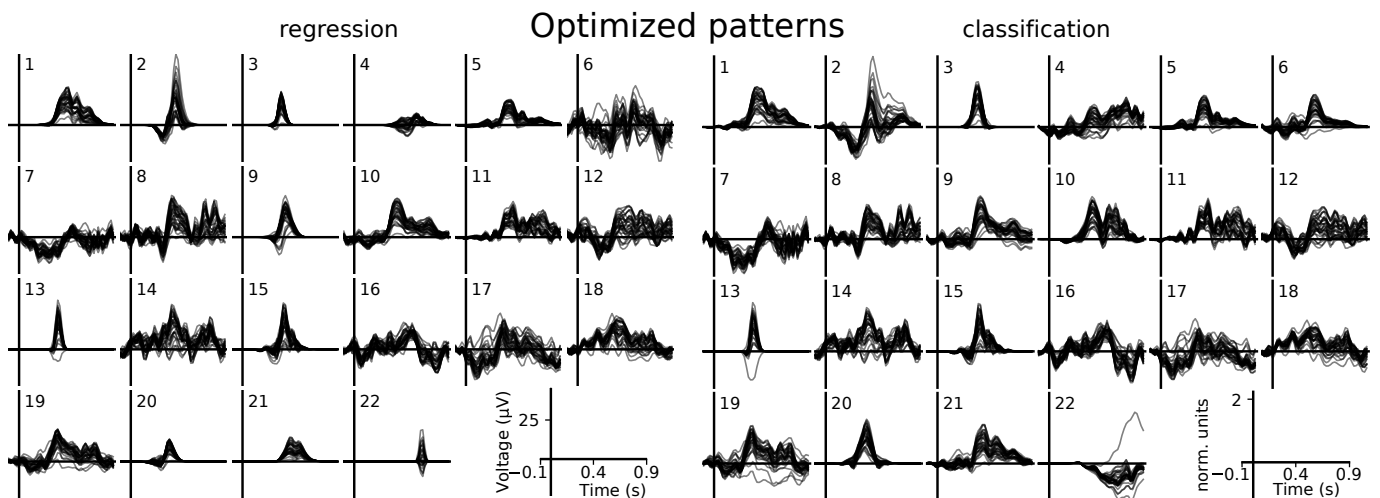 Optimized patterns
regression
classification
1 2 3 4 5 6
1 2 3 4 5 6
7 8 9 10 11 12
7 8 9 10 11 12
13 14 15 16 17 18
13 14 15 16 17 18
19 20 21 22
19 20 21 22
Voltage (µV)
25
−0.1 0.4 0.9
Time (s)
norm. units
2
−0.1 0.4 0.9
Time (s)